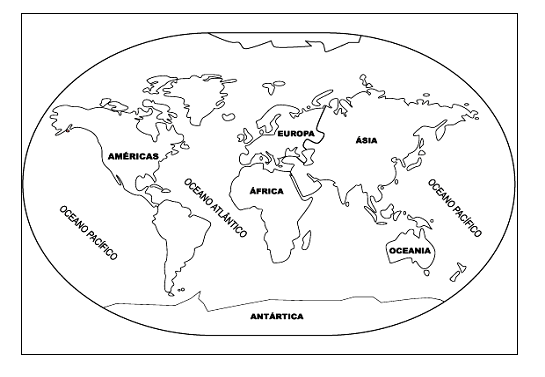 EUROPA
ÁSIA
AMÉRICAS
ÁFRICA
OCEANO ATLÂNTICO
OCEANO PACÍFICO
OCEANO PACÍFICO
OCEANIA
ANTÁRTICA